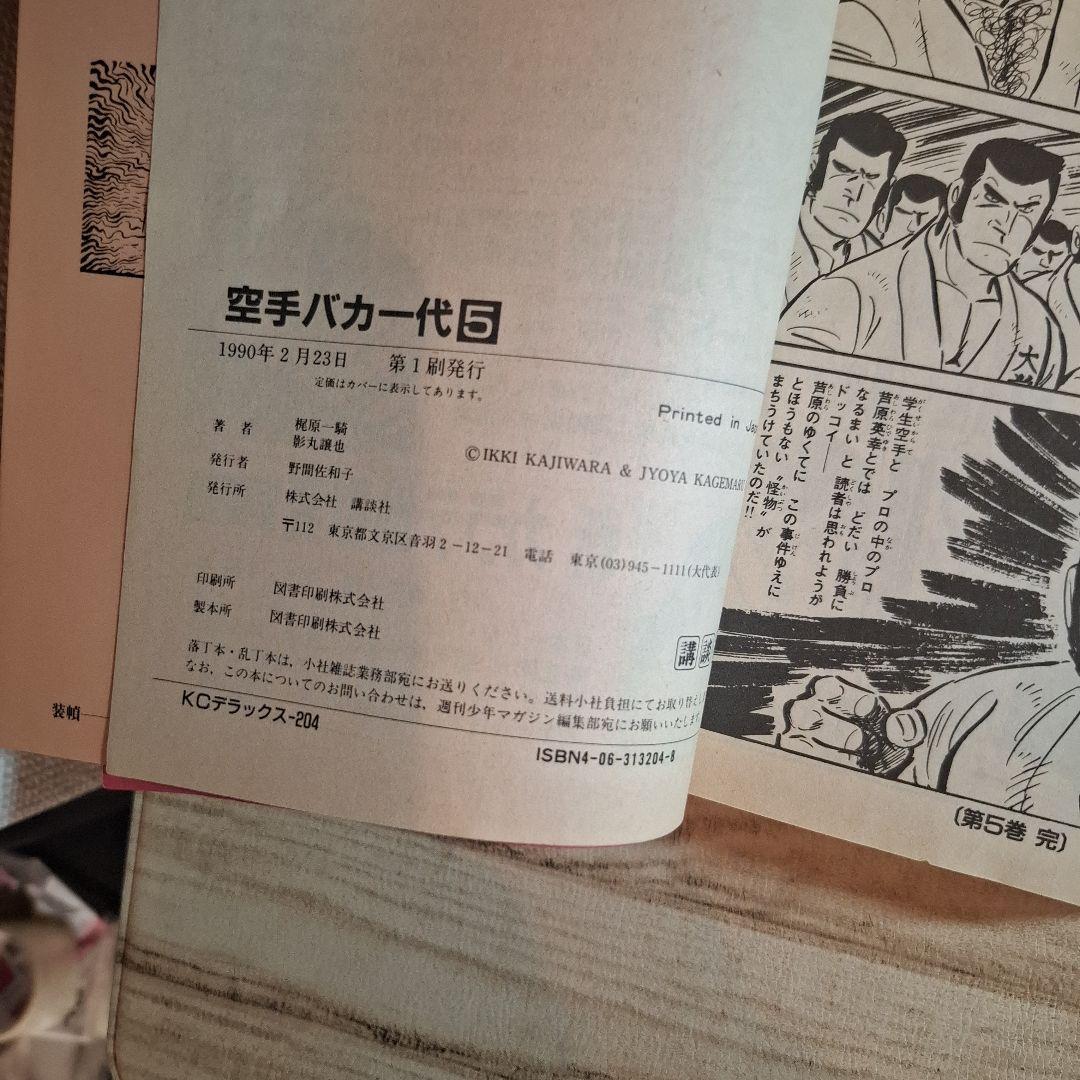 空手バカ一代5
1990年2月23日 第1刷発行
定価はカバーに表示してあります。
Printed in Jap
著者 梶原一騎
影丸譲也
©IKKI KAJIWARA & JYOYA KAGEMARU
発行者 野間佐和子
発行所 株式会社 講談社
〒112 東京都文京区音羽2-12-21 電話 東京(03)945-1111(大代表)
印刷所 図書印刷株式会社
製本所 図書印刷株式会社
講談
落丁本・乱丁本は，小社雑誌業務部宛にお送りください。送料小社負担にてお取り替えし
なお，この本についてのお問い合わせは，週刊少年マガジン編集部宛にお願いいたします。
KCデラックス-204
ISBN4-06-313204-8
装幀
大
学生空手と プロの中のプロ
芦原英幸とでは どだい 勝負に
なるまい と 読者は思われようが
ドッコイ――
芦原のゆくてに この事件ゆえに
とほうもない〝怪物〟が
まちうけていたのだ!!
(第5巻 完)